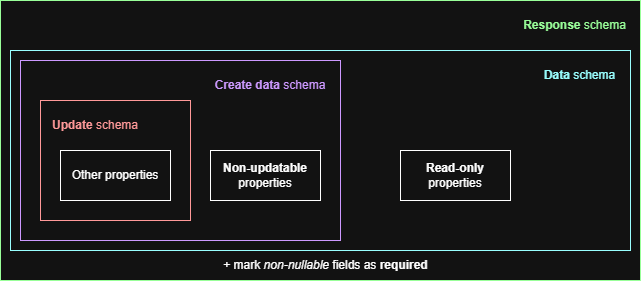 Response schema
Data schema
Create data schema
Update schema
Other properties
Non-updatable
properties
Read-only
properties
+ mark non-nullable fields as required